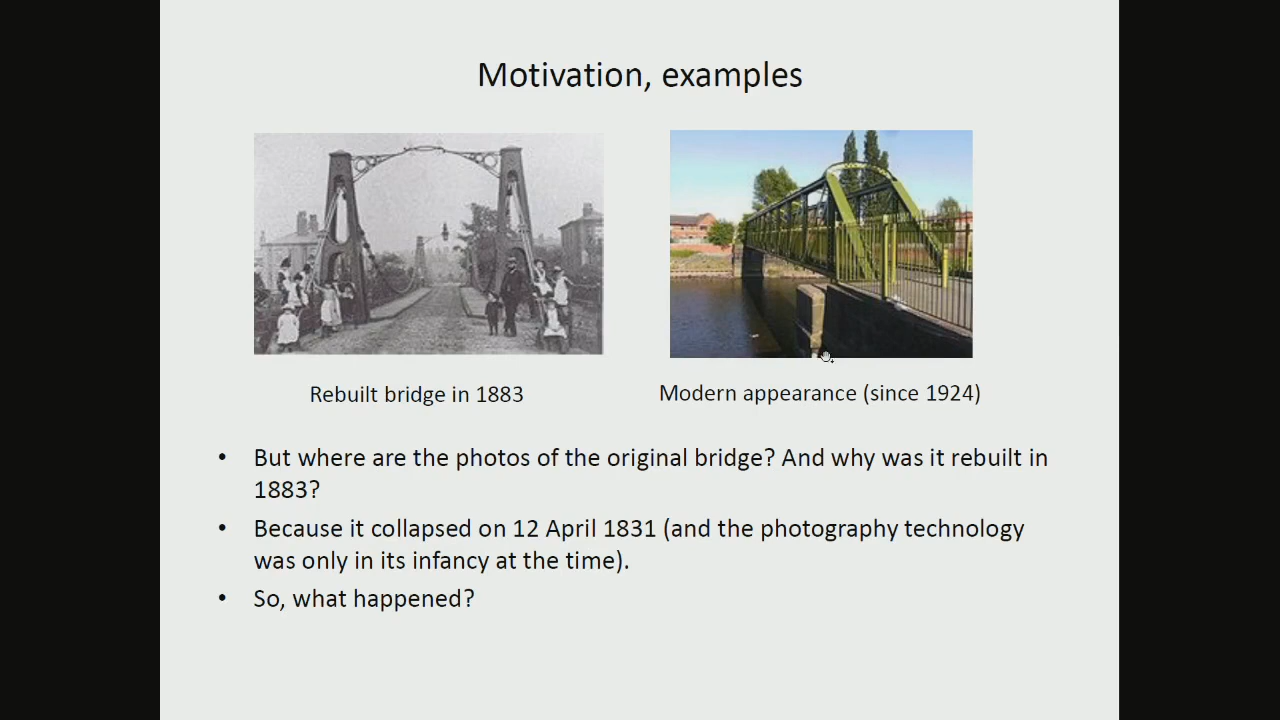 Motivation, examples
Rebuilt bridge in 1883
Modern appearance (since 1924)
• But where are the photos of the original bridge? And why was it rebuilt in
1883?
• Because it collapsed on 12 April 1831 (and the photography technology
was only in its infancy at the time).
• So, what happened?